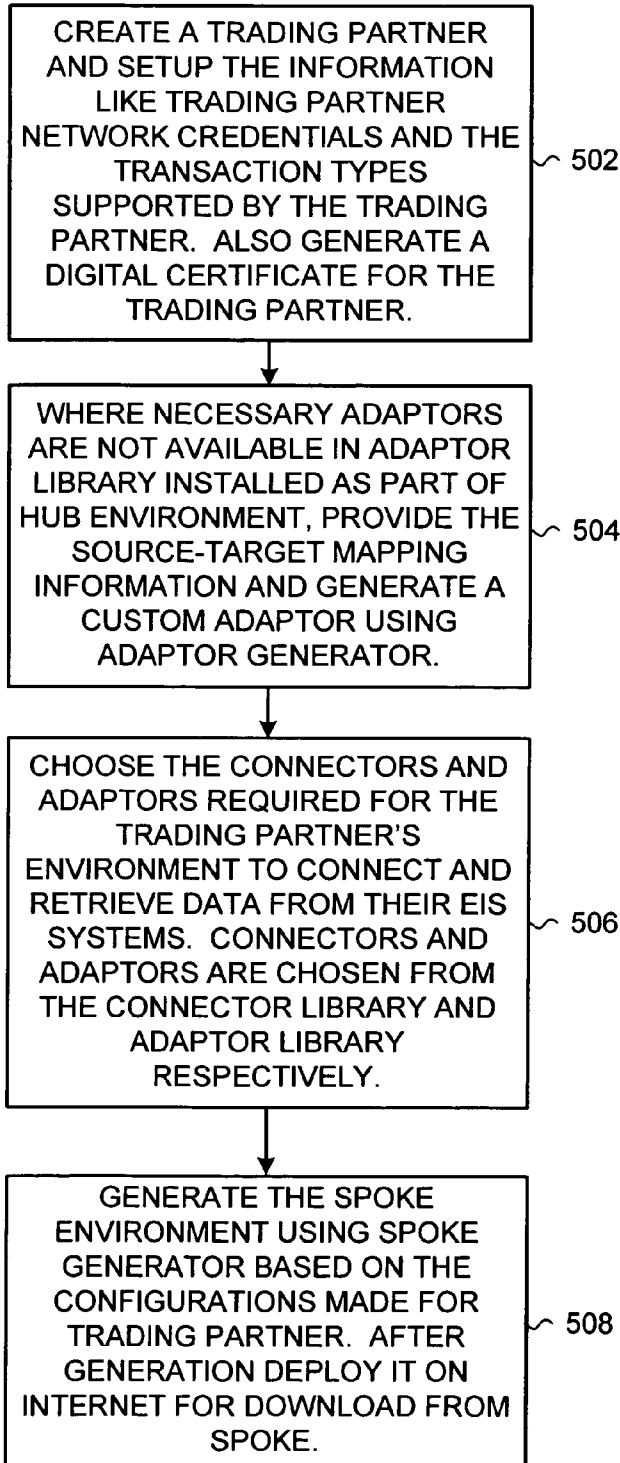 CREATE A TRADING PARTNER
AND SETUP THE INFORMATION
LIKE TRADING PARTNER
NETWORK CREDENTIALS AND THE
TRANSACTION TYPES
SUPPORTED BY THE TRADING
PARTNER. ALSO GENERATE A
DIGITAL CERTIFICATE FOR THE
TRADING PARTNER.
502
WHERE NECESSARY ADAPTORS
ARE NOT AVAILABLE IN ADAPTOR
LIBRARY INSTALLED AS PART OF
HUB ENVIRONMENT, PROVIDE THE
SOURCE-TARGET MAPPING
INFORMATION AND GENERATE A
CUSTOM ADAPTOR USING
ADAPTOR GENERATOR.
504
CHOOSE THE CONNECTORS AND
ADAPTORS REQUIRED FOR THE
TRADING PARTNER'S
ENVIRONMENT TO CONNECT AND
RETRIEVE DATA FROM THEIR EIS
SYSTEMS. CONNECTORS AND
ADAPTORS ARE CHOSEN FROM
THE CONNECTOR LIBRARY AND
ADAPTOR LIBRARY
RESPECTIVELY.
506
GENERATE THE SPOKE
ENVIRONMENT USING SPOKE
GENERATOR BASED ON THE
CONFIGURATIONS MADE FOR
TRADING PARTNER. AFTER
GENERATION DEPLOY IT ON
INTERNET FOR DOWNLOAD FROM
SPOKE.
508